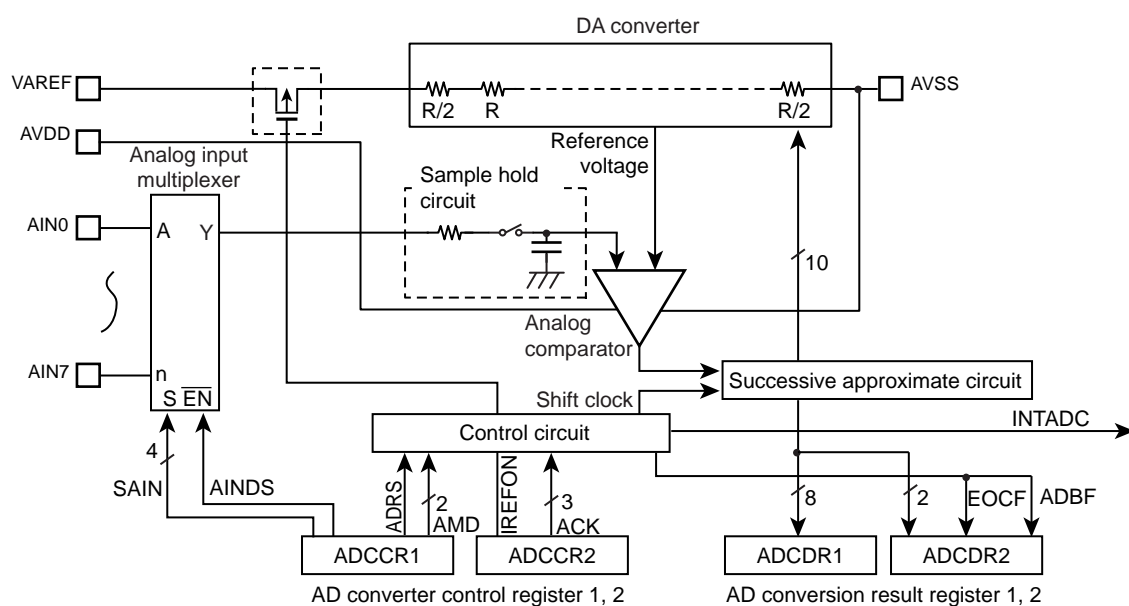 DA converter
VAREF
AVSS
R/2
R
R/2
AVDD
Reference
voltage
Analog input
multiplexer
Sample hold
circuit
AIN0
A
Y
10
Analog
comparator
AIN7
n
Successive approximate circuit
S EN
Shift clock
INTADC
Control circuit
4
SAIN
AINDS
ADRS
2
AMD
IREFON
3
ACK
8
2
EOCF
ADBF
ADCCR1
ADCCR2
ADCDR1
ADCDR2
AD converter control register 1, 2
AD conversion result register 1, 2